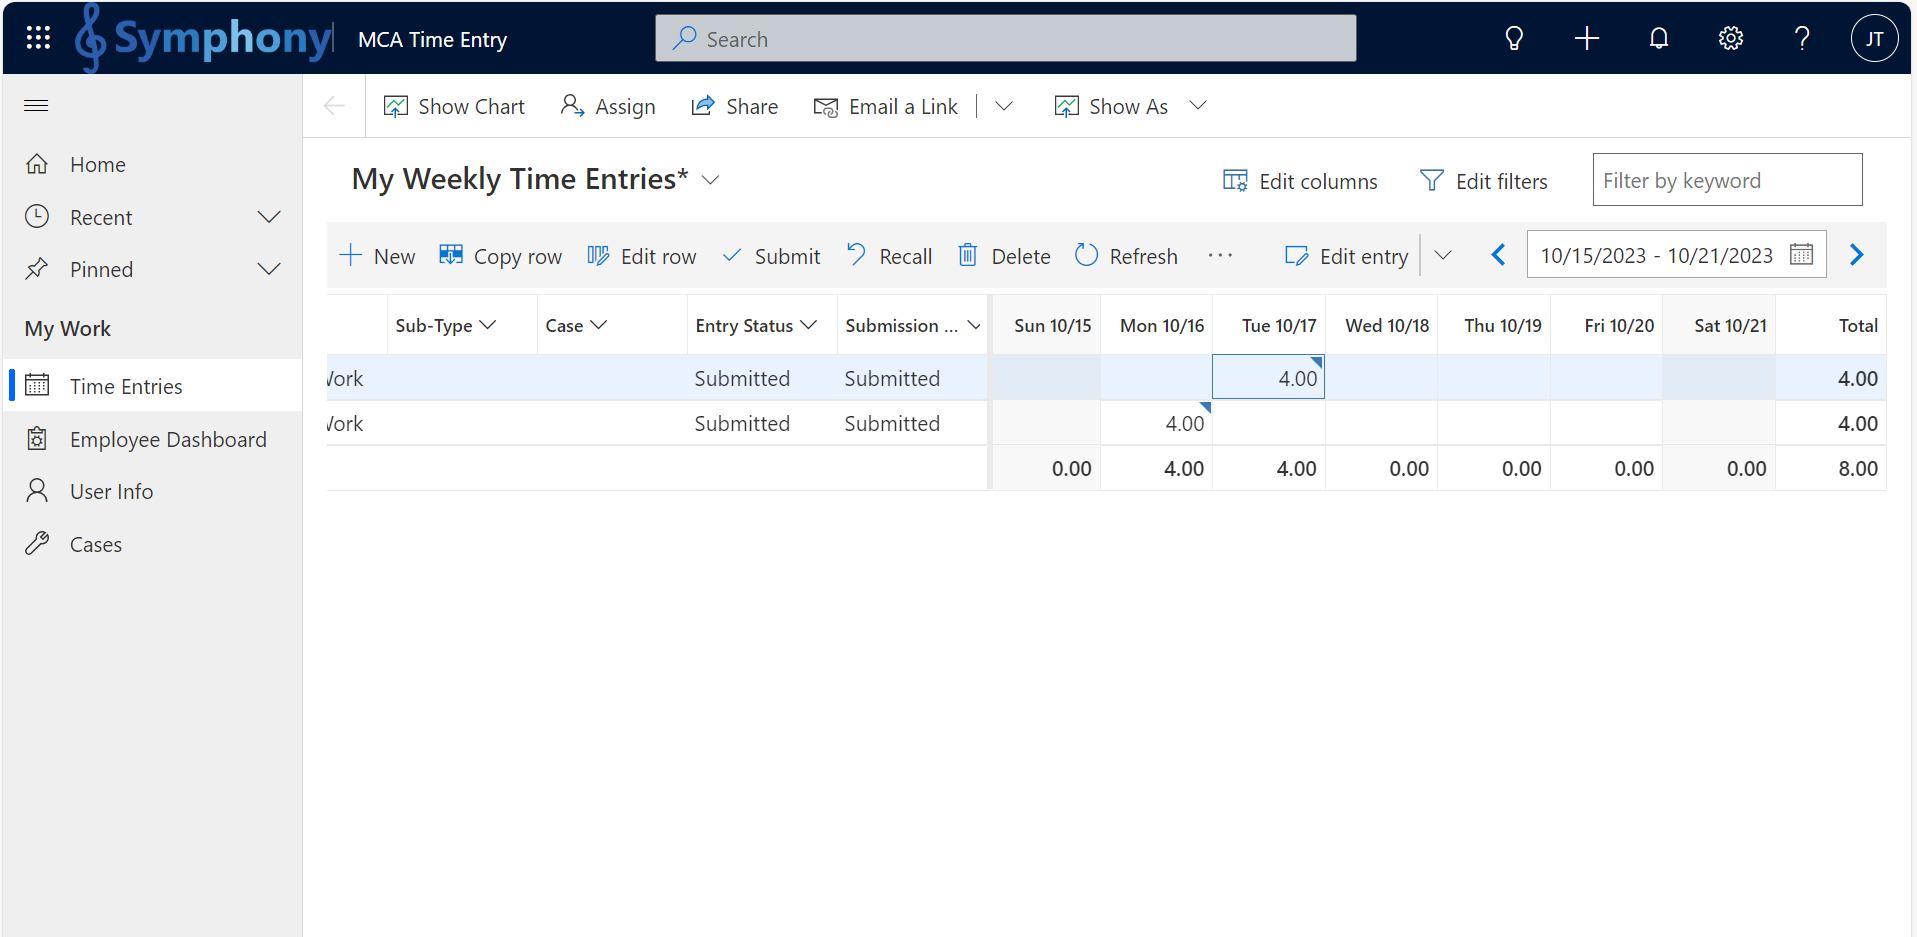 Symphony MCA Time Entry Search JT
Show Chart Assign Share Email a Link Show As
Home
Recent
Pinned
My Work
Time Entries
Employee Dashboard
User Info
Cases
My Weekly Time Entries* Edit columns Edit filters Filter by keyword
New Copy row Edit row Submit Recall Delete Refresh ··· Edit entry 10/15/2023 - 10/21/2023
Sub-Type Case Entry Status Submission ... Sun 10/15 Mon 10/16 Tue 10/17 Wed 10/18 Thu 10/19 Fri 10/20 Sat 10/21 Total
Submitted Submitted 4.00 4.00
Submitted Submitted 4.00 4.00
0.00 4.00 4.00 0.00 0.00 0.00 0.00 8.00